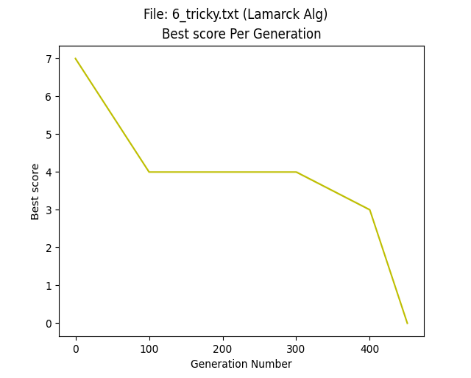 File: 6_tricky.txt (Lamarck Alg)
Best score Per Generation
7
6
5
4
3
2
1
0
Best score
0 100 200 300 400
Generation Number